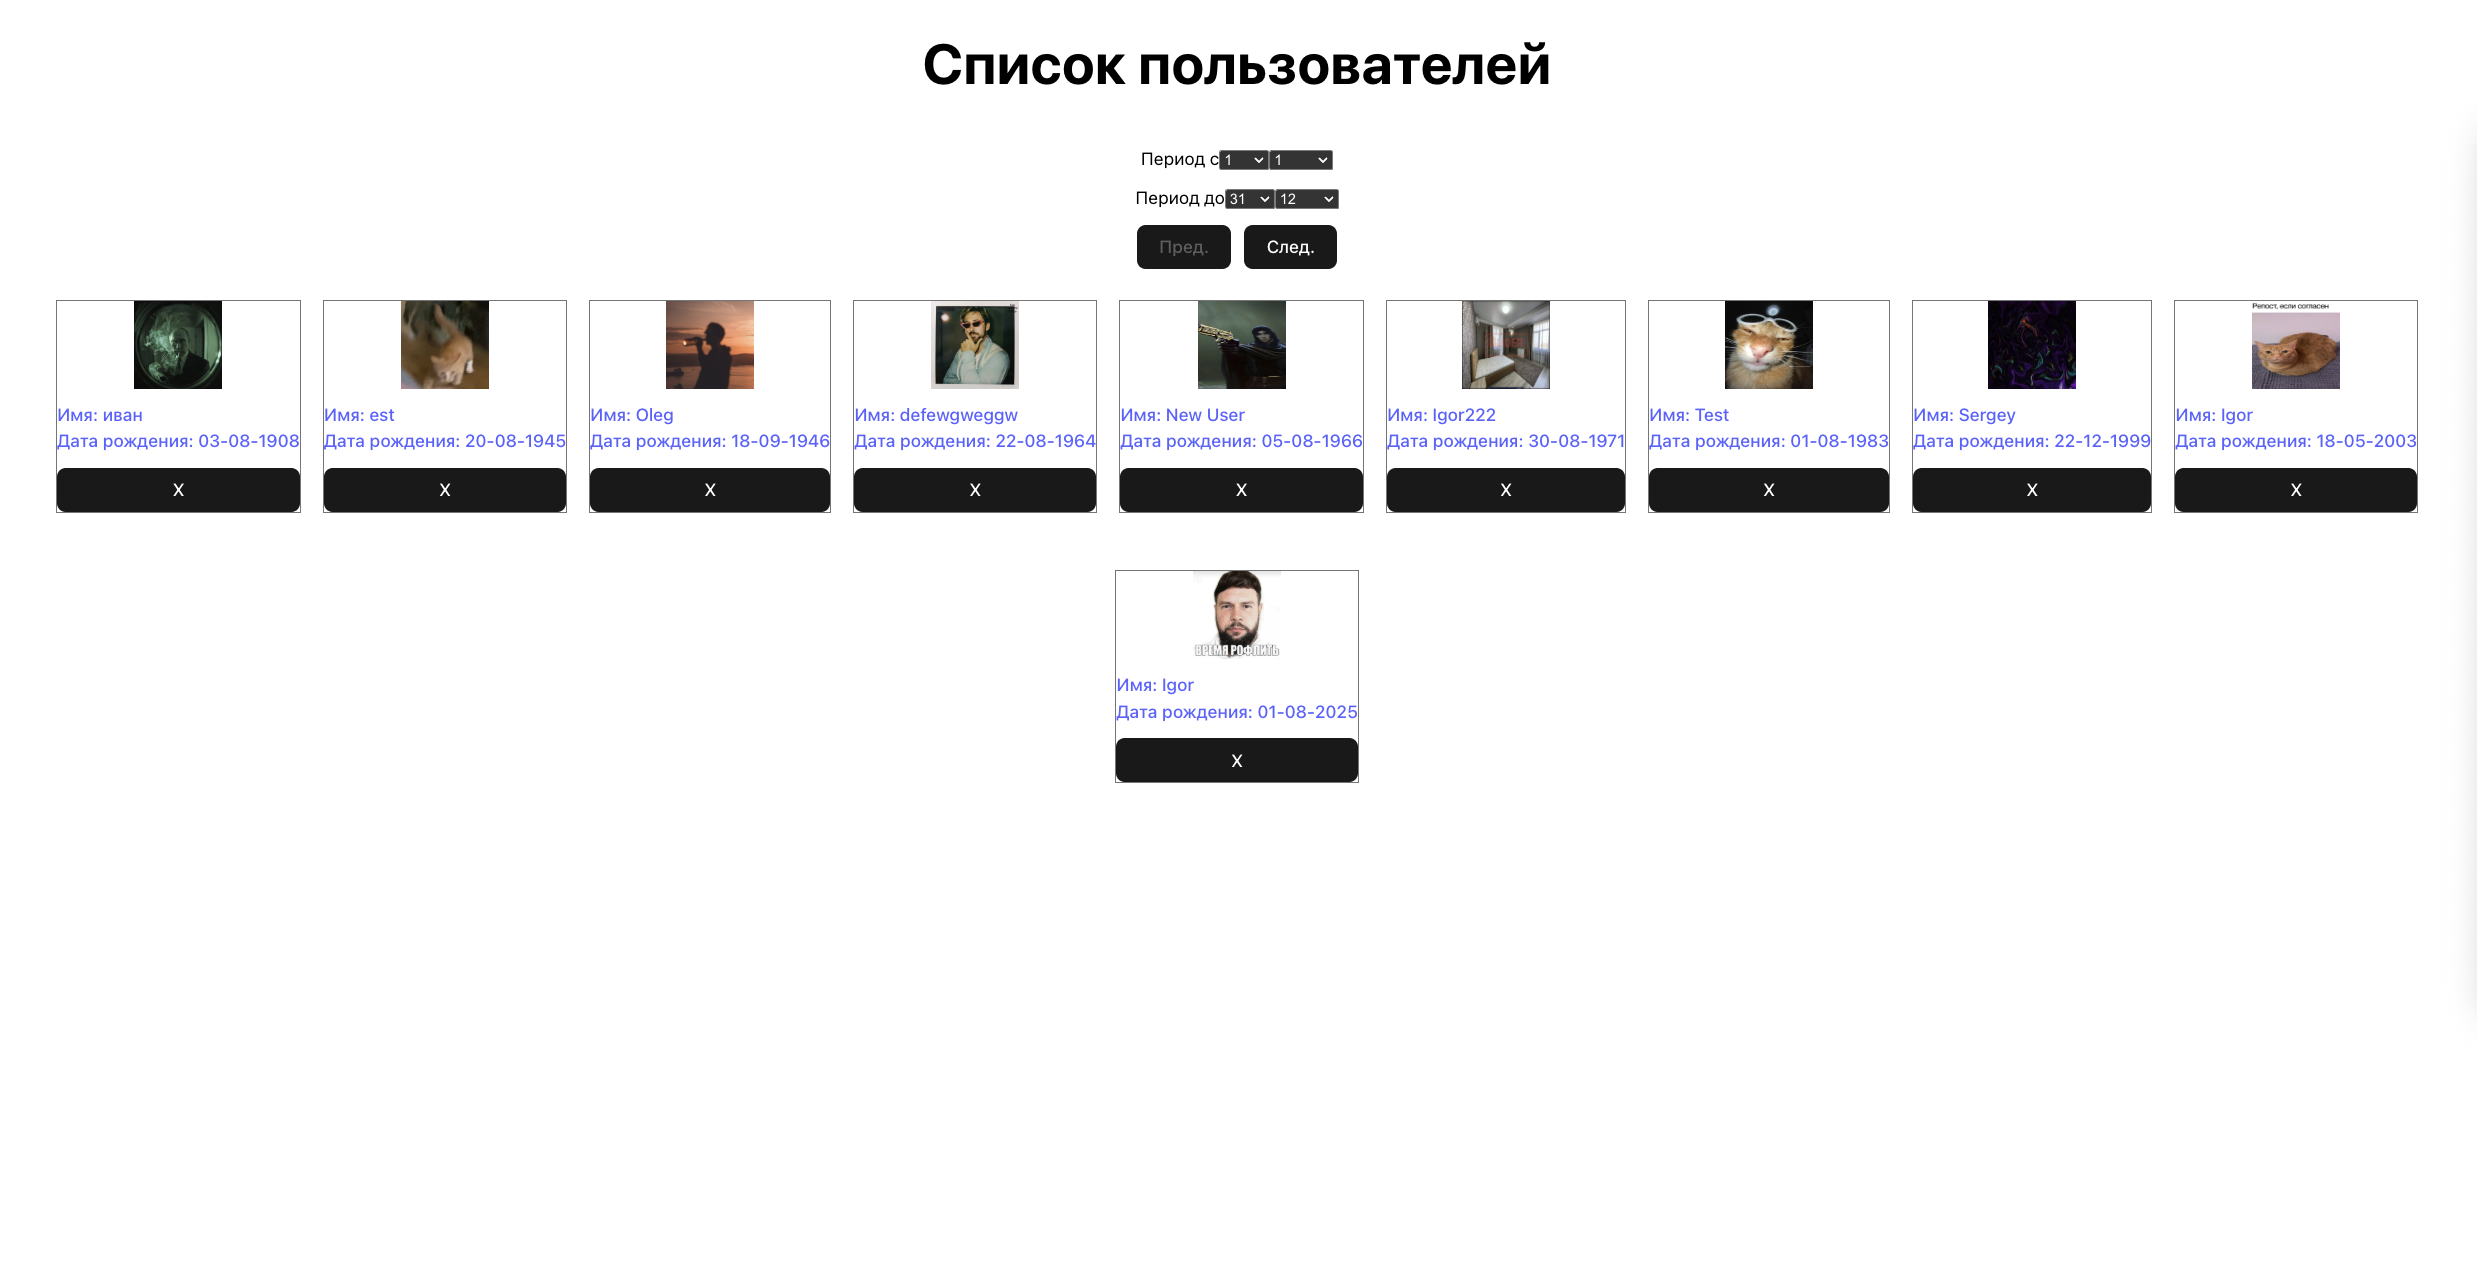 Список пользователей
Период с 1 1
Период до 31 12
Пред. След.
Имя: иван
Дата рождения: 03-08-1908
X
Имя: est
Дата рождения: 20-08-1945
X
Имя: Oleg
Дата рождения: 18-09-1946
X
Имя: defewgweggw
Дата рождения: 22-08-1964
X
Имя: New User
Дата рождения: 05-08-1966
X
Имя: Igor222
Дата рождения: 30-08-1971
X
Имя: Test
Дата рождения: 01-08-1983
X
Имя: Sergey
Дата рождения: 22-12-1999
X
Репост, если согласен
Имя: Igor
Дата рождения: 18-05-2003
X
ВРЕМЯ РОФЛИТЬ
Имя: Igor
Дата рождения: 01-08-2025
X